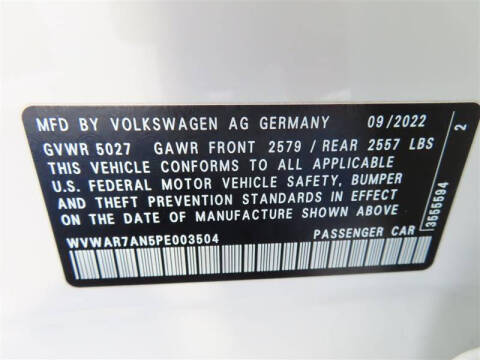 MFD BY VOLKSWAGEN AG GERMANY 09/2022
GVWR 5027 GAWR FRONT 2579 / REAR 2557 LBS
THIS VEHICLE CONFORMS TO ALL APPLICABLE
U.S. FEDERAL MOTOR VEHICLE SAFETY, BUMPER
AND THEFT PREVENTION STANDARDS IN EFFECT
ON THE DATE OF MANUFACTURE SHOWN ABOVE
WVWAR7AN5PE003504 PASSENGER CAR
3555594 2